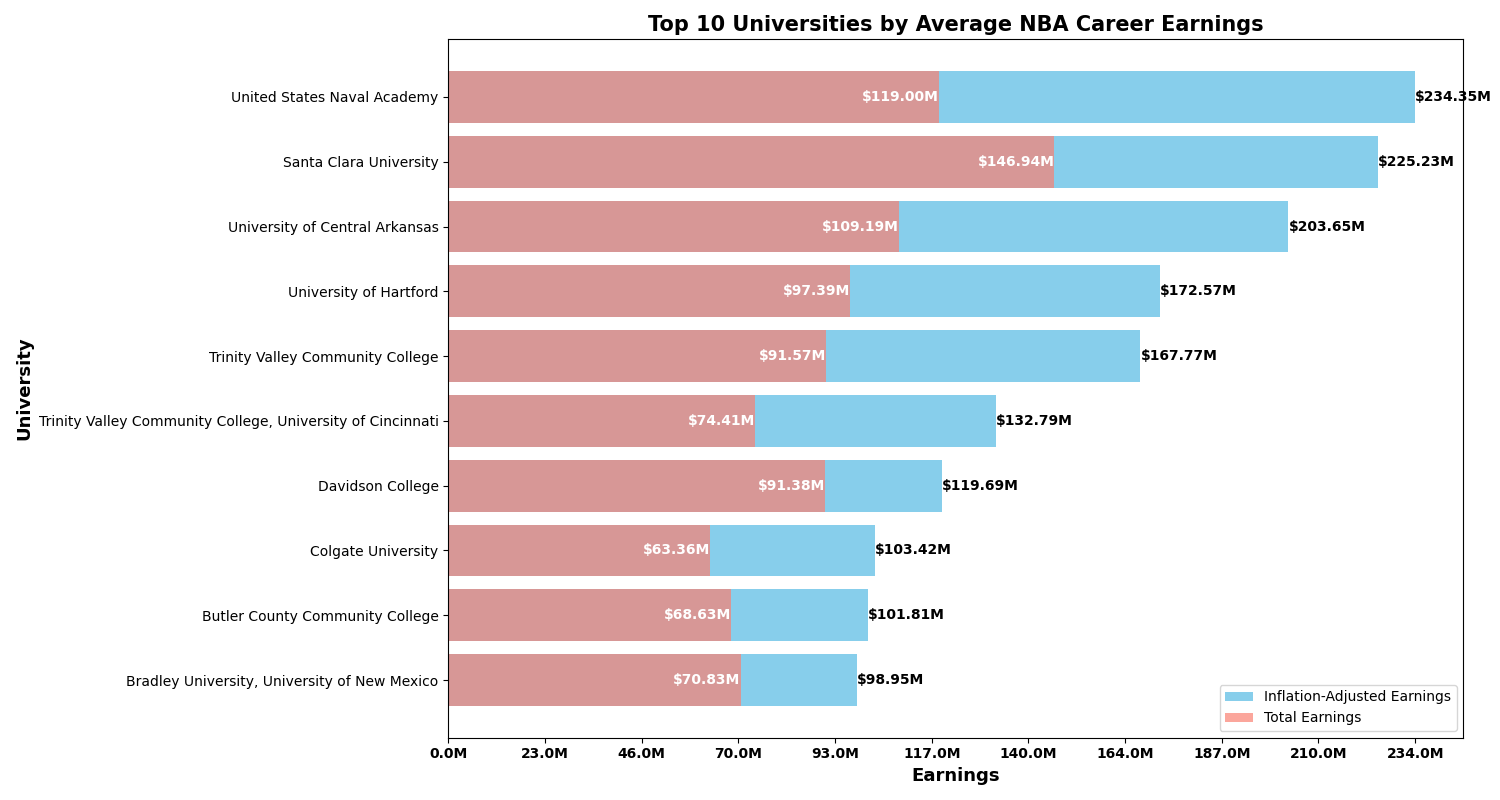 Top 10 Universities by Average NBA Career Earnings
University
United States Naval Academy $119.00M $234.35M
Santa Clara University $146.94M $225.23M
University of Central Arkansas $109.19M $203.65M
University of Hartford $97.39M $172.57M
Trinity Valley Community College $91.57M $167.77M
Trinity Valley Community College, University of Cincinnati $74.41M $132.79M
Davidson College $91.38M $119.69M
Colgate University $63.36M $103.42M
Butler County Community College $68.63M $101.81M
Bradley University, University of New Mexico $70.83M $98.95M
Inflation-Adjusted Earnings
Total Earnings
0.0M 23.0M 46.0M 70.0M 93.0M 117.0M 140.0M 164.0M 187.0M 210.0M 234.0M
Earnings